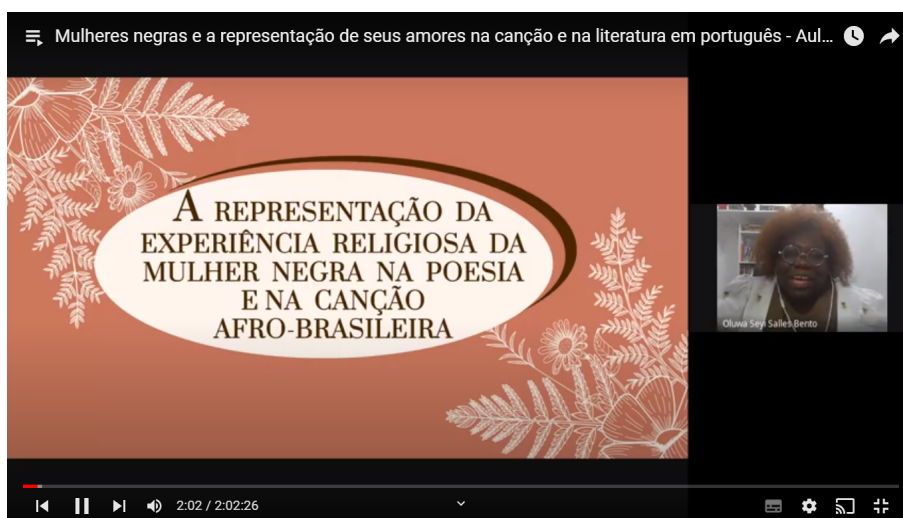 Mulheres negras e a representação de seus amores na canção e na literatura em português - Aul...
A REPRESENTAÇÃO DA
EXPERIÊNCIA RELIGIOSA DA
MULHER NEGRA NA POESIA
E NA CANÇÃO
AFRO-BRASILEIRA
Oluwa Seyi Salles Bento
2:02 / 2:02:26